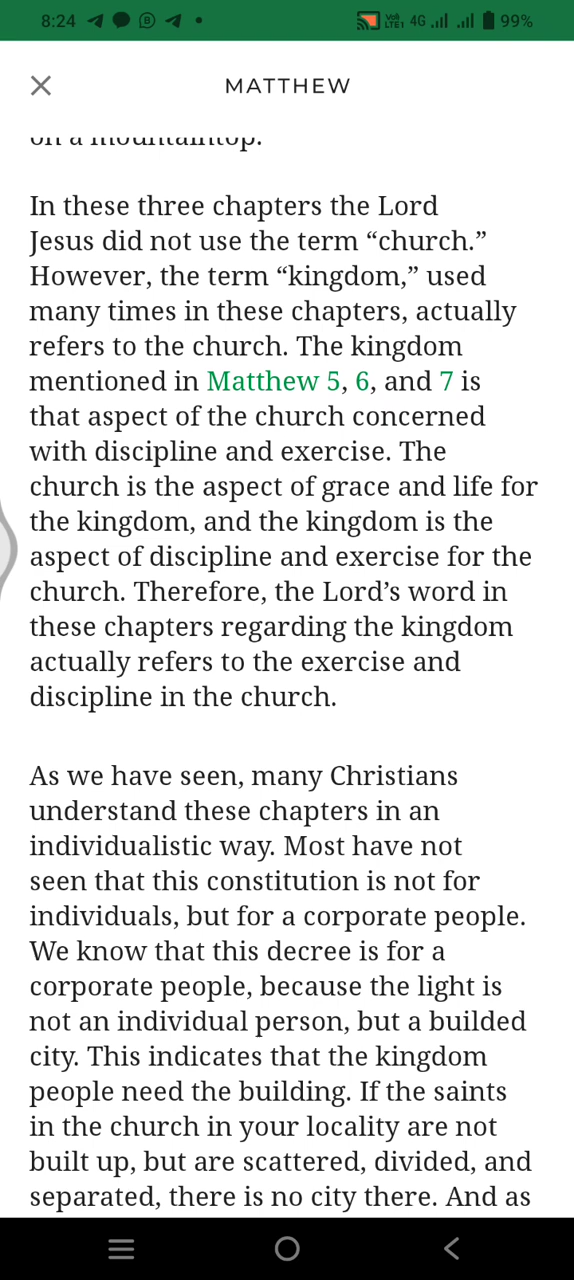 8:24
VoB LTE1 4G 99%
MATTHEW
on a mountaintop.
In these three chapters the Lord
Jesus did not use the term “church.”
However, the term “kingdom,” used
many times in these chapters, actually
refers to the church. The kingdom
mentioned in Matthew 5, 6, and 7 is
that aspect of the church concerned
with discipline and exercise. The
church is the aspect of grace and life for
the kingdom, and the kingdom is the
aspect of discipline and exercise for the
church. Therefore, the Lord’s word in
these chapters regarding the kingdom
actually refers to the exercise and
discipline in the church.
As we have seen, many Christians
understand these chapters in an
individualistic way. Most have not
seen that this constitution is not for
individuals, but for a corporate people.
We know that this decree is for a
corporate people, because the light is
not an individual person, but a builded
city. This indicates that the kingdom
people need the building. If the saints
in the church in your locality are not
built up, but are scattered, divided, and
separated, there is no city there. And as